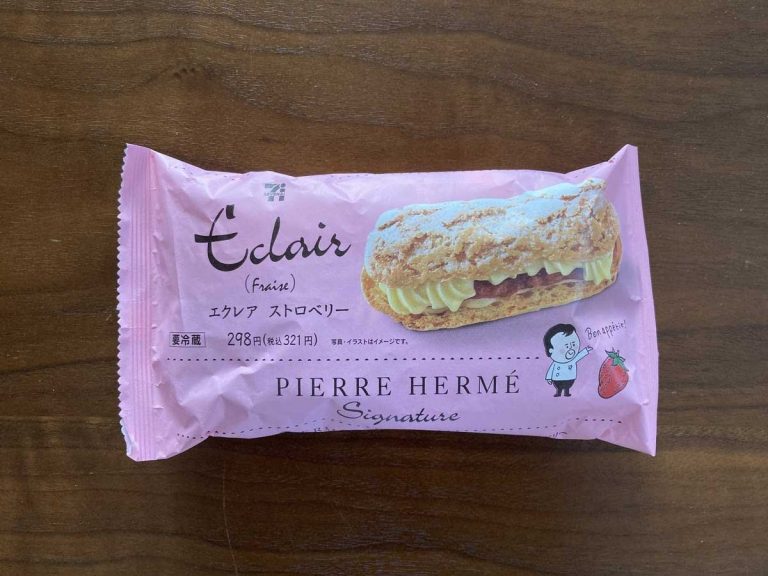 Éclair
(Fraise)
エクレア ストロベリー
要冷蔵 298円(税込321円) 写真・イラストはイメージです。
Bon appétit!
PIERRE HERMÉ
Signature